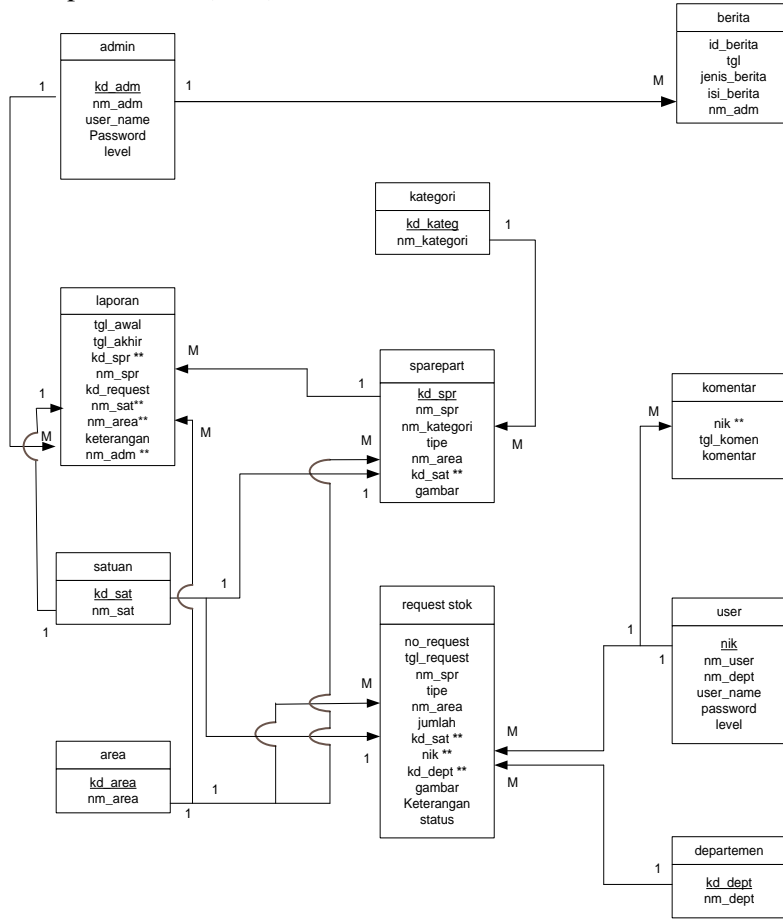 berita
id_berita
tgl
jenis_berita
isi_berita
nm_adm
admin
kd_adm
nm_adm
user_name
Password
level
1
1
M
kategori
kd_kateg
nm_kategori
1
laporan
tgl_awal
tgl_akhir
kd_spr **
nm_spr
kd_request
nm_sat**
nm_area**
keterangan
nm_adm **
M
1
M
M
sparepart
kd_spr
nm_spr
nm_kategori
tipe
nm_area
kd_sat **
gambar
1
M
1
M
komentar
nik **
tgl_komen
komentar
M
satuan
kd_sat
nm_sat
1
1
request stok
no_request
tgl_request
nm_spr
tipe
nm_area
jumlah
kd_sat **
nik **
kd_dept **
gambar
Keterangan
status
M
1
M
M
user
nik
nm_user
nm_dept
user_name
password
level
1
1
area
kd_area
nm_area
1
1
departemen
kd_dept
nm_dept
1